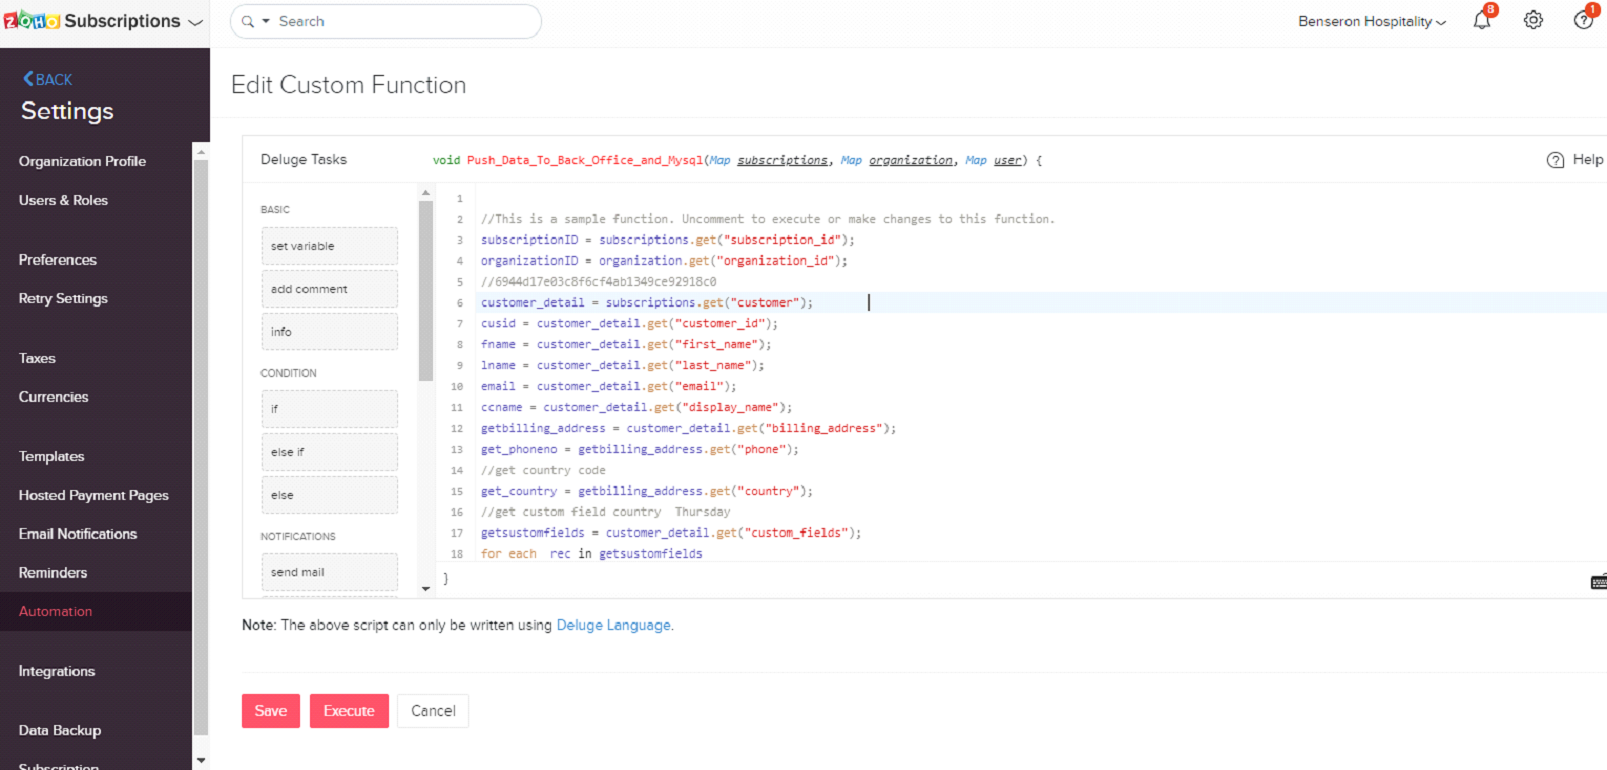 ZOHO Subscriptions
Search
Benseron Hospitality
8
1
BACK
Settings
Organization Profile
Users & Roles
Preferences
Retry Settings
Taxes
Currencies
Templates
Hosted Payment Pages
Email Notifications
Reminders
Automation
Integrations
Data Backup
Subscription
Edit Custom Function
Deluge Tasks
void Push_Data_To_Back_Office_and_Mysql(Map subscriptions, Map organization, Map user) {
Help
BASIC
set variable
add comment
info
CONDITION
if
else if
else
NOTIFICATIONS
send mail
1
2 //This is a sample function. Uncomment to execute or make changes to this function.
3 subscriptionID = subscriptions.get("subscription_id");
4 organizationID = organization.get("organization_id");
5 //6944d17e03c8f6cf4ab1349ce92918c0
6 customer_detail = subscriptions.get("customer");
7 cusid = customer_detail.get("customer_id");
8 fname = customer_detail.get("first_name");
9 lname = customer_detail.get("last_name");
10 email = customer_detail.get("email");
11 ccname = customer_detail.get("display_name");
12 getbilling_address = customer_detail.get("billing_address");
13 get_phoneno = getbilling_address.get("phone");
14 //get country code
15 get_country = getbilling_address.get("country");
16 //get custom field country  Thursday
17 getsustomfields = customer_detail.get("custom_fields");
18 for each  rec in getsustomfields
}
Note: The above script can only be written using Deluge Language.
Save
Execute
Cancel